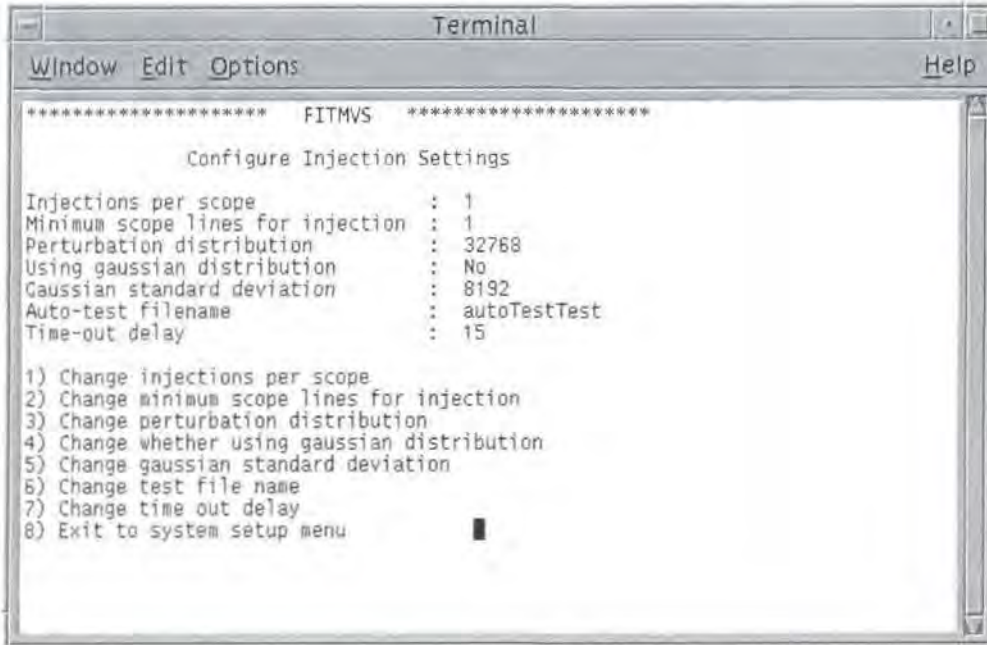 Terminal
Window Edit Options Help
********************* FITMVS *********************
Configure Injection Settings
Injections per scope : 1
Minimum scope lines for injection : 1
Perturbation distribution : 32768
Using gaussian distribution : No
Gaussian standard deviation : 8192
Auto-test filename : autoTestTest
Time-out delay : 15
1) Change injections per scope
2) Change minimum scope lines for injection
3) Change perturbation distribution
4) Change whether using gaussian distribution
5) Change gaussian standard deviation
6) Change test file name
7) Change time out delay
8) Exit to system setup menu